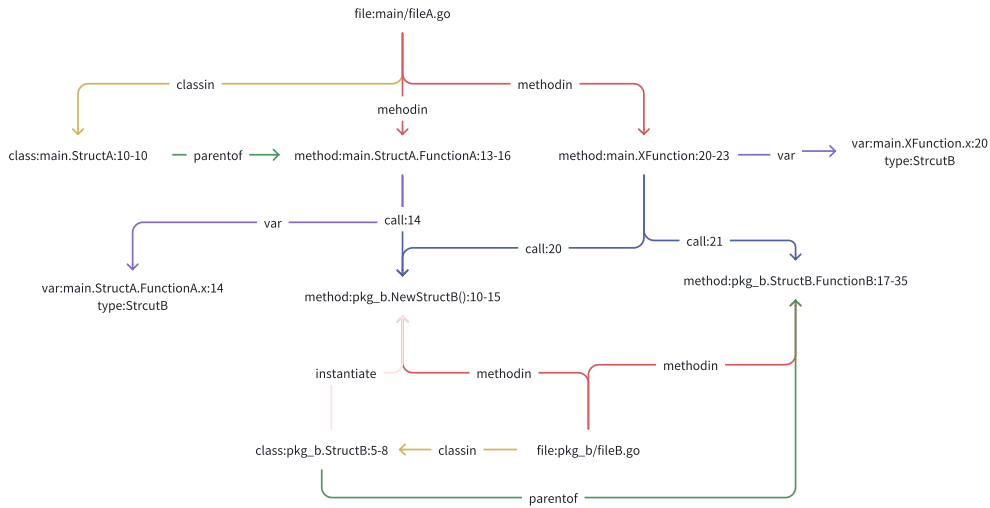 file:main/fileA.go
classin
methodin
mehodin
class:main.StructA:10-10
parentof
method:main.StructA.FunctionA:13-16
method:main.XFunction:20-23
var
var:main.XFunction.x:20
type:StrcutB
var
call:14
call:20
call:21
var:main.StructA.FunctionA.x:14
type:StrcutB
method:pkg_b.NewStructB():10-15
method:pkg_b.StructB.FunctionB:17-35
instantiate
methodin
methodin
class:pkg_b.StructB:5-8
classin
file:pkg_b/fileB.go
parentof